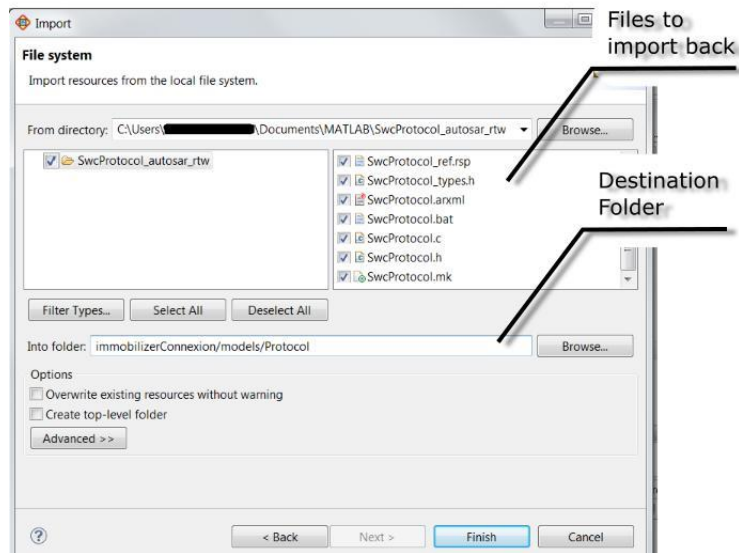 Import
Files to
import back
File system
Import resources from the local file system.
From directory: C:\Users\ \Documents\MATLAB\SwcProtocol_autosar_rtw Browse...
SwcProtocol_autosar_rtw
SwcProtocol_ref.rsp
SwcProtocol_types.h
SwcProtocol.arxml
SwcProtocol.bat
SwcProtocol.c
SwcProtocol.h
SwcProtocol.mk
Destination
Folder
Filter Types... Select All Deselect All
Into folder: immobilizerConnexion/models/Protocol Browse...
Options
Overwrite existing resources without warning
Create top-level folder
Advanced >>
? < Back Next > Finish Cancel